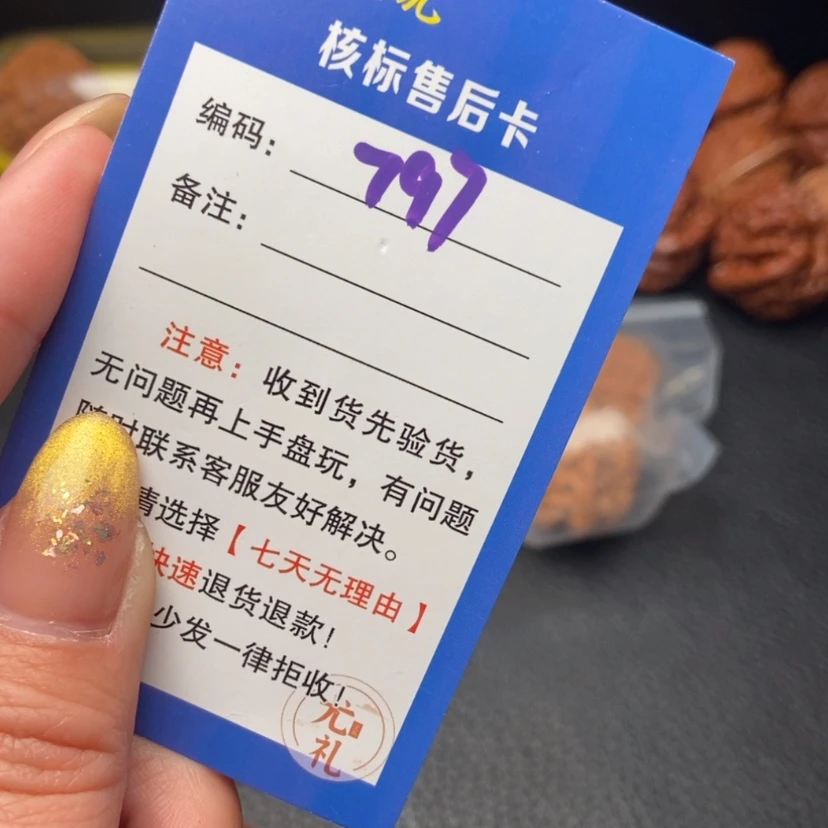 核标售后卡
编码：797
备注：
注意：收到货先验货，
无问题再上手盘玩，有问题
随时联系客服友好解决。
请选择【七天无理由】
快速退货退款！
少发一律拒收！
元
礼